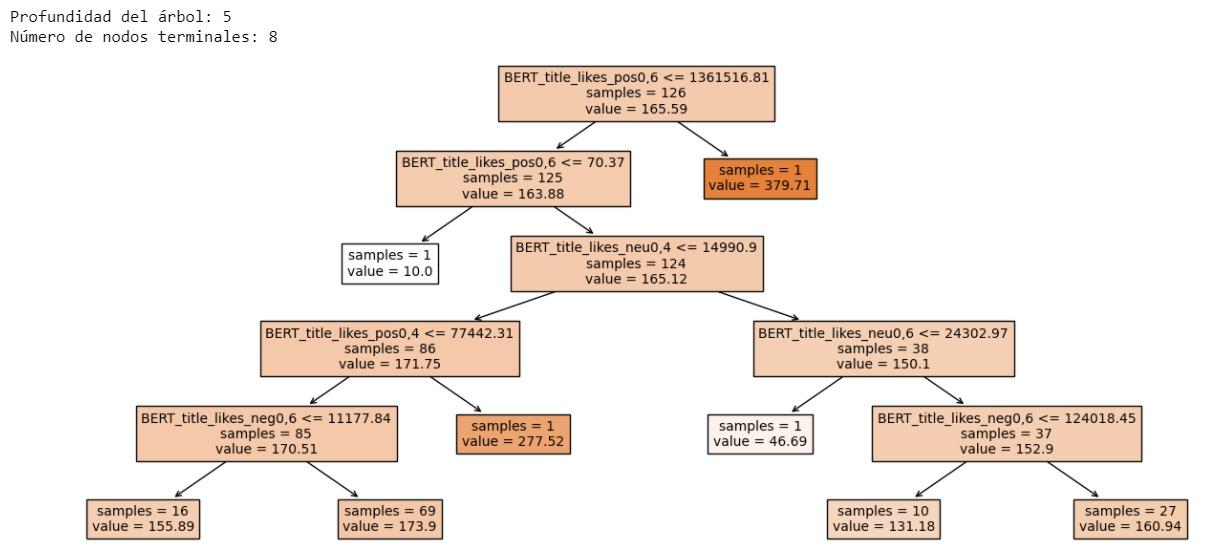 Profundidad del árbol: 5
Número de nodos terminales: 8
BERT_title_likes_pos0,6 <= 1361516.81
samples = 126
value = 165.59
BERT_title_likes_pos0,6 <= 70.37
samples = 125
value = 163.88
samples = 1
value = 379.71
samples = 1
value = 10.0
BERT_title_likes_neu0,4 <= 14990.9
samples = 124
value = 165.12
BERT_title_likes_pos0,4 <= 77442.31
samples = 86
value = 171.75
BERT_title_likes_neu0,6 <= 24302.97
samples = 38
value = 150.1
BERT_title_likes_neg0,6 <= 11177.84
samples = 85
value = 170.51
samples = 1
value = 277.52
samples = 1
value = 46.69
BERT_title_likes_neg0,6 <= 124018.45
samples = 37
value = 152.9
samples = 16
value = 155.89
samples = 69
value = 173.9
samples = 10
value = 131.18
samples = 27
value = 160.94